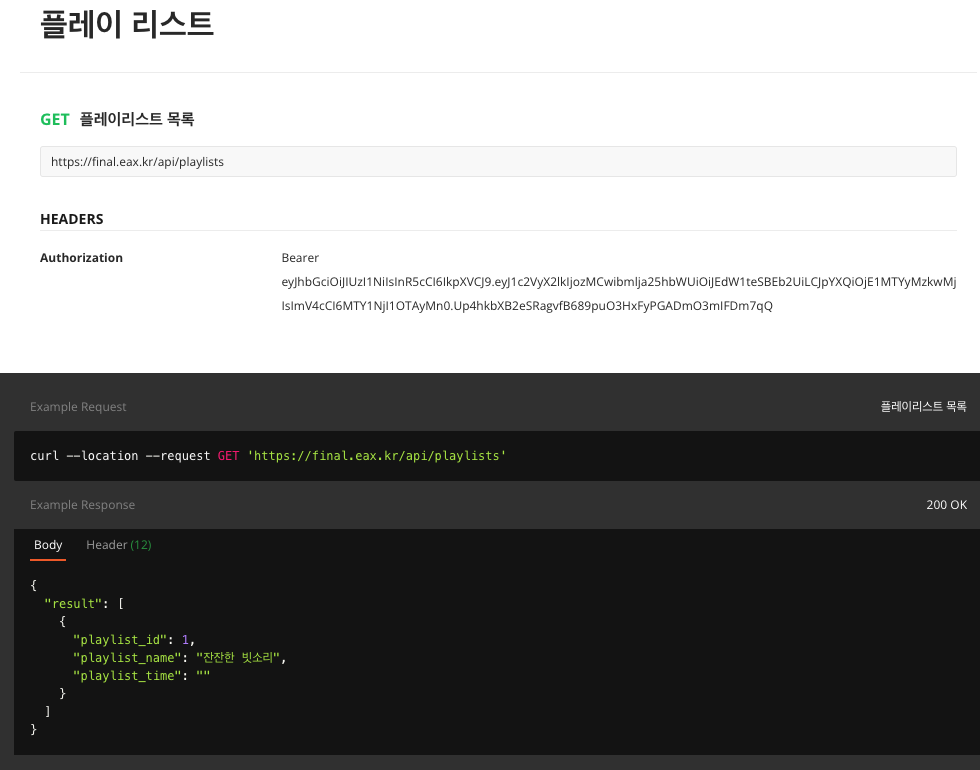 플레이 리스트
GET 플레이리스트 목록
https://final.eax.kr/api/playlists
HEADERS
Authorization
Bearer
eyJhbGciOiJIUzI1NiIsInR5cCI6IkpXVCJ9.eyJ1c2VyX2lkIjozMCwibmlja25hbWUiOiJEdW1teSBEb2UiLCJpYXQiOjE1MTYyMzkwMj
IsImV4cCI6MTY1NjI1OTAyMn0.Up4hkbXB2eSRagvfB689puO3HxFyPGADmO3mIFDm7qQ
Example Request
플레이리스트 목록
curl --location --request GET 'https://final.eax.kr/api/playlists'
Example Response
200 OK
Body Header (12)
{
"result": [
{
"playlist_id": 1,
"playlist_name": "잔잔한 빗소리",
"playlist_time": ""
}
]
}